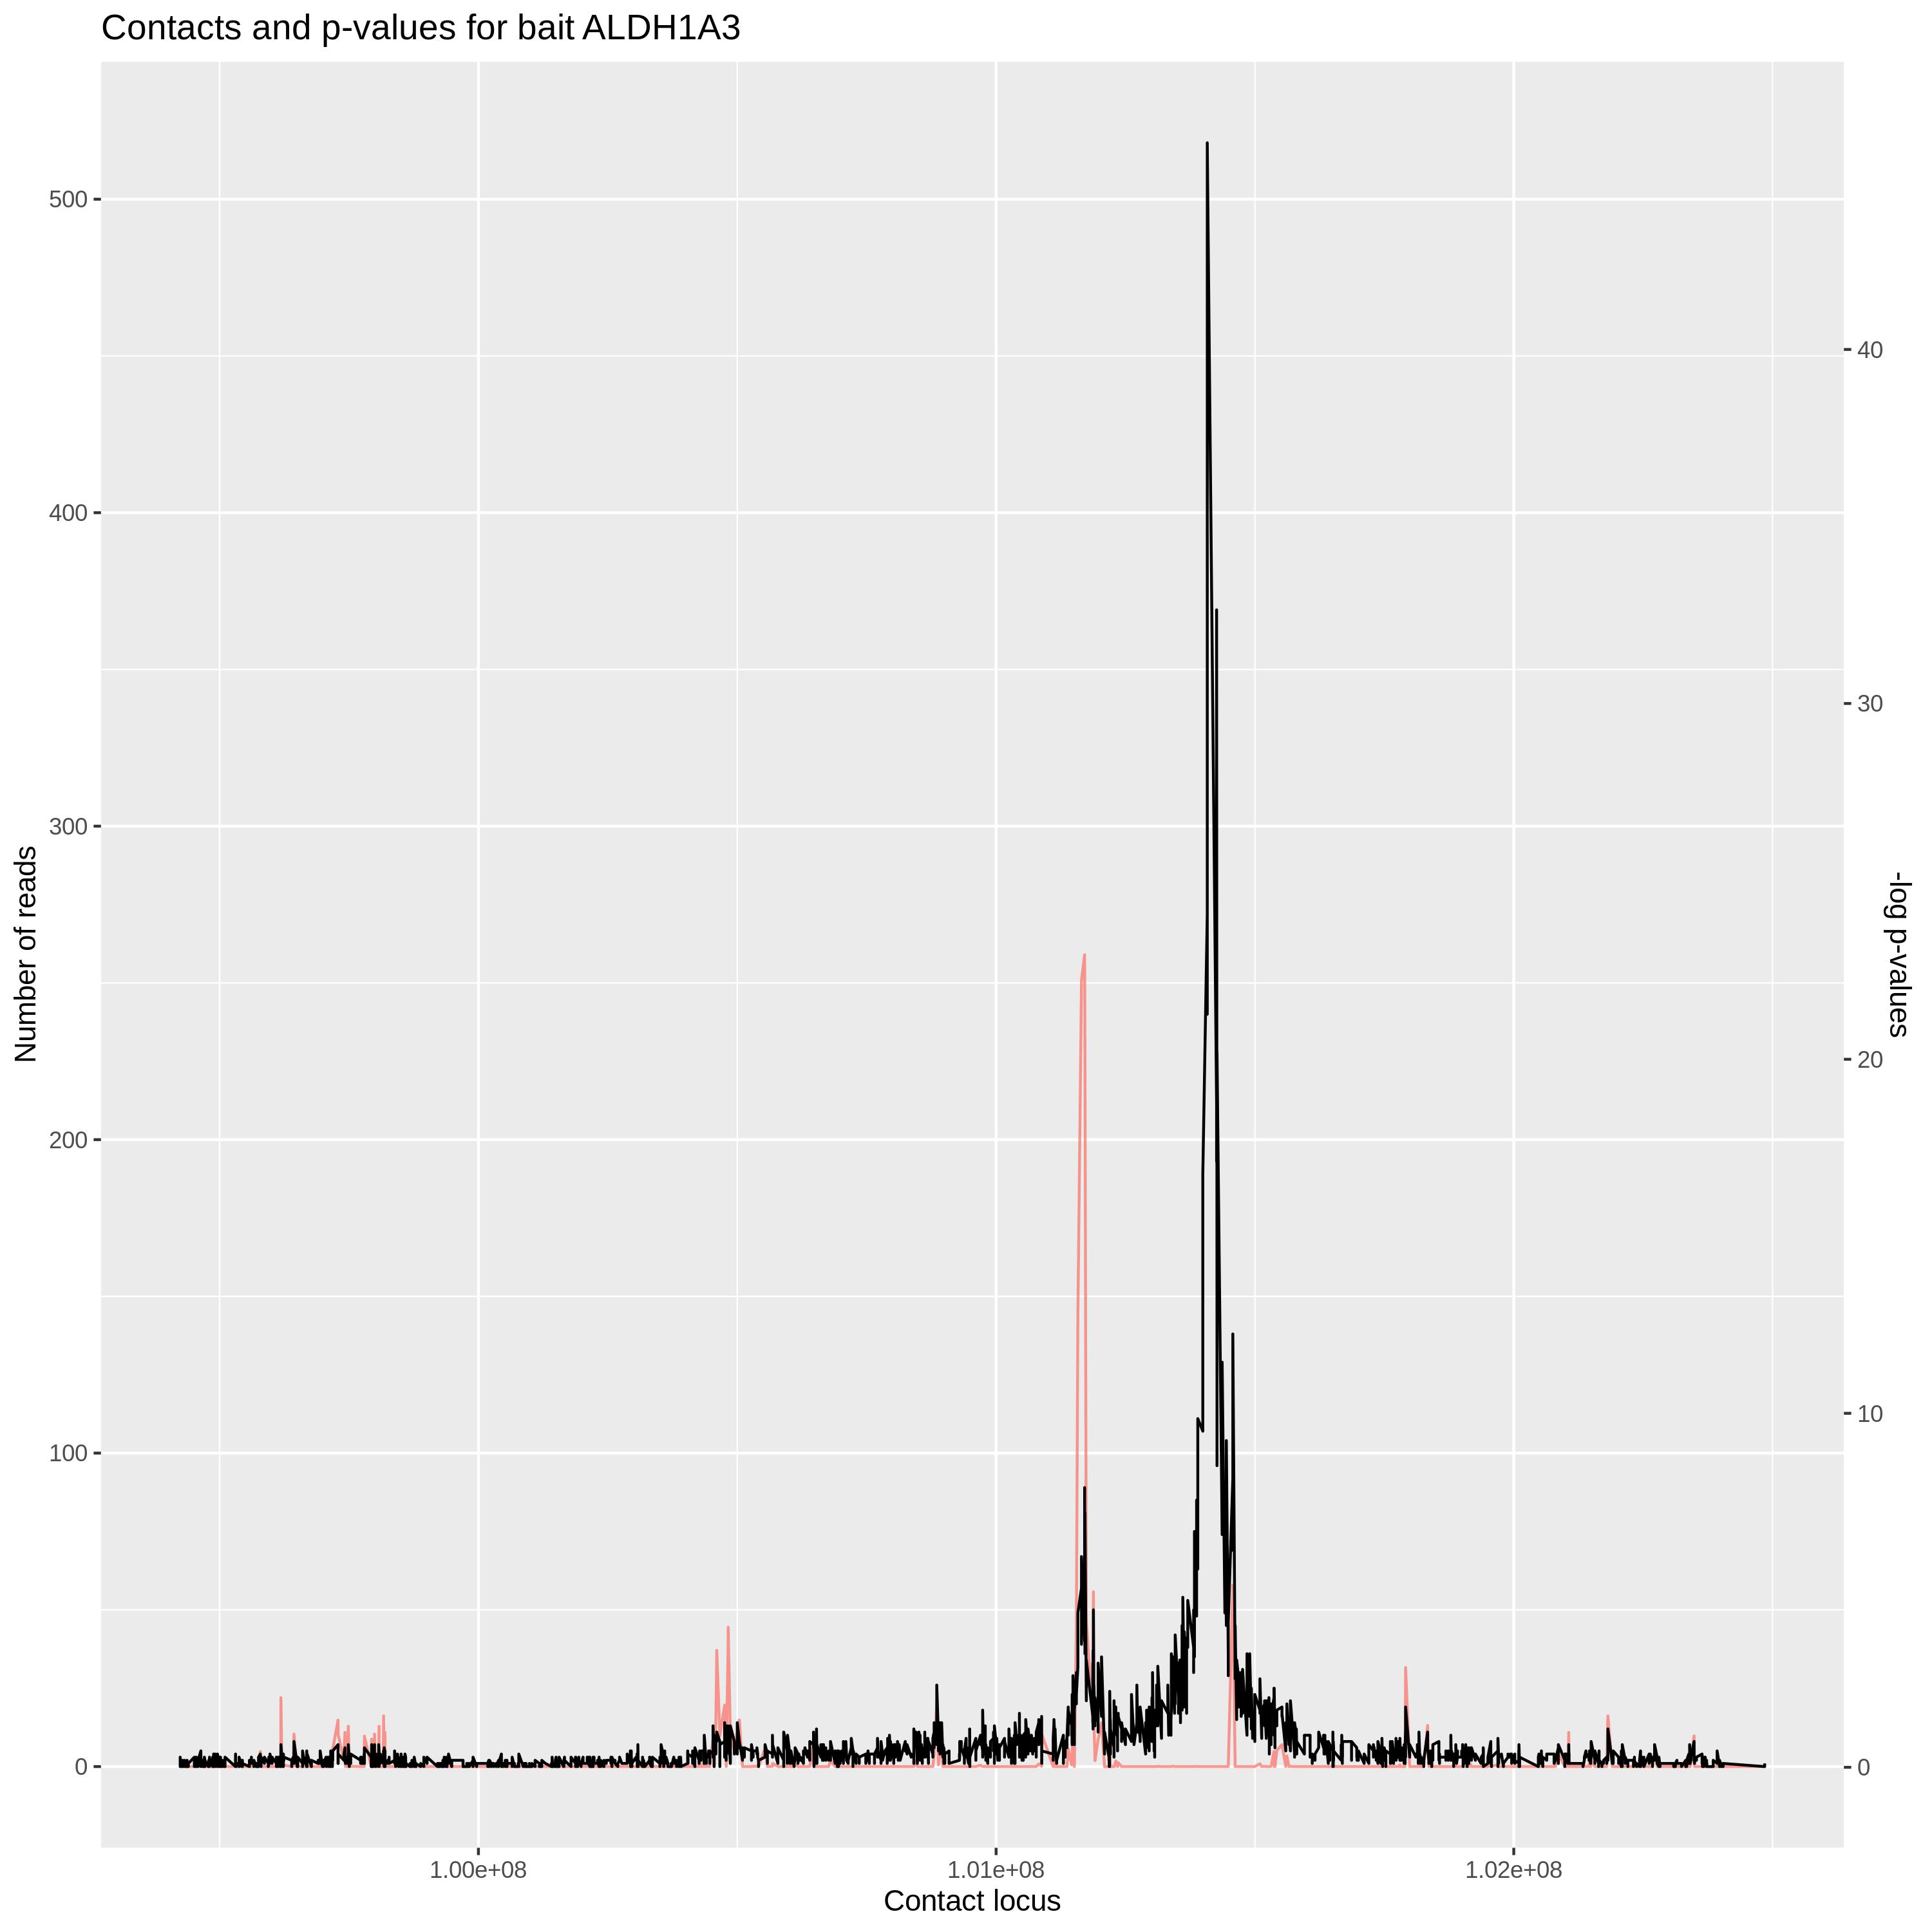 Contacts and p-values for bait ALDH1A3
500
400
300
200
100
0
Number of reads
40
30
20
10
0
-log p-values
1.00e+08
1.01e+08
1.02e+08
Contact locus